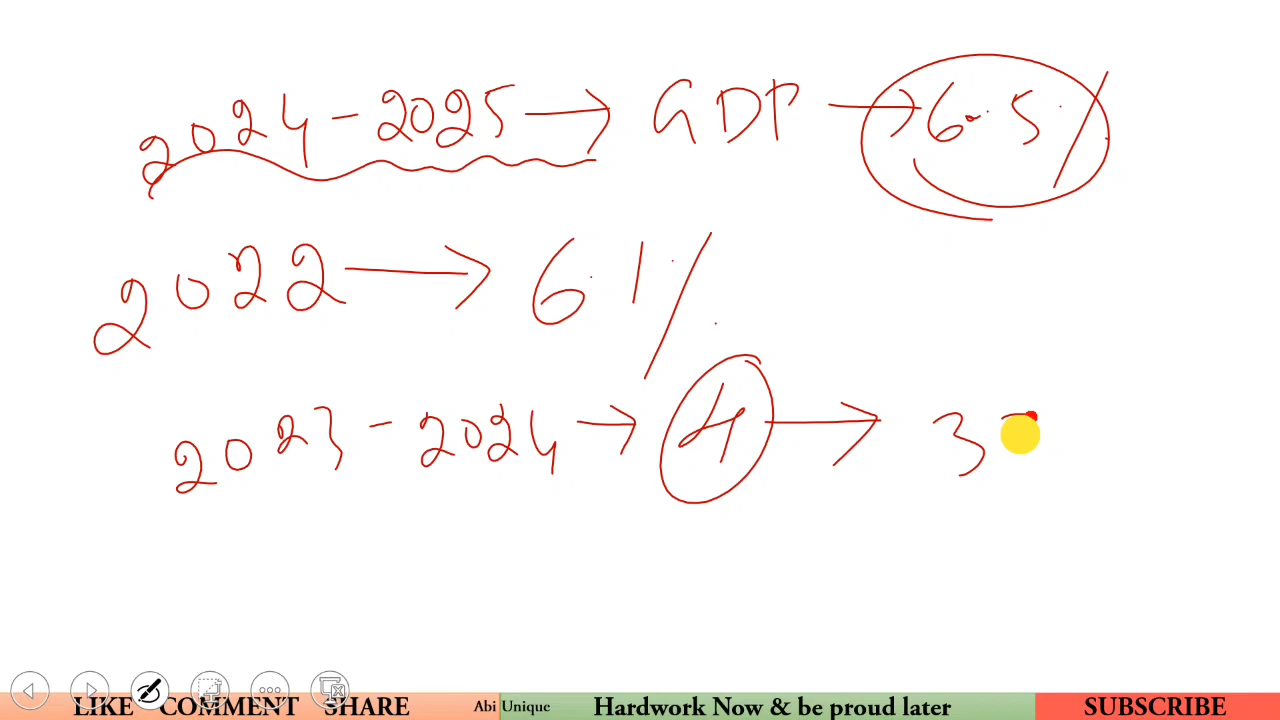 2024 - 2025 → GDP → 6.5%
2022 → 6.1%
2023 - 2024 → 4 → 3
LIKE COMMENT SHARE Abi Unique Hardwork Now & be proud later SUBSCRIBE